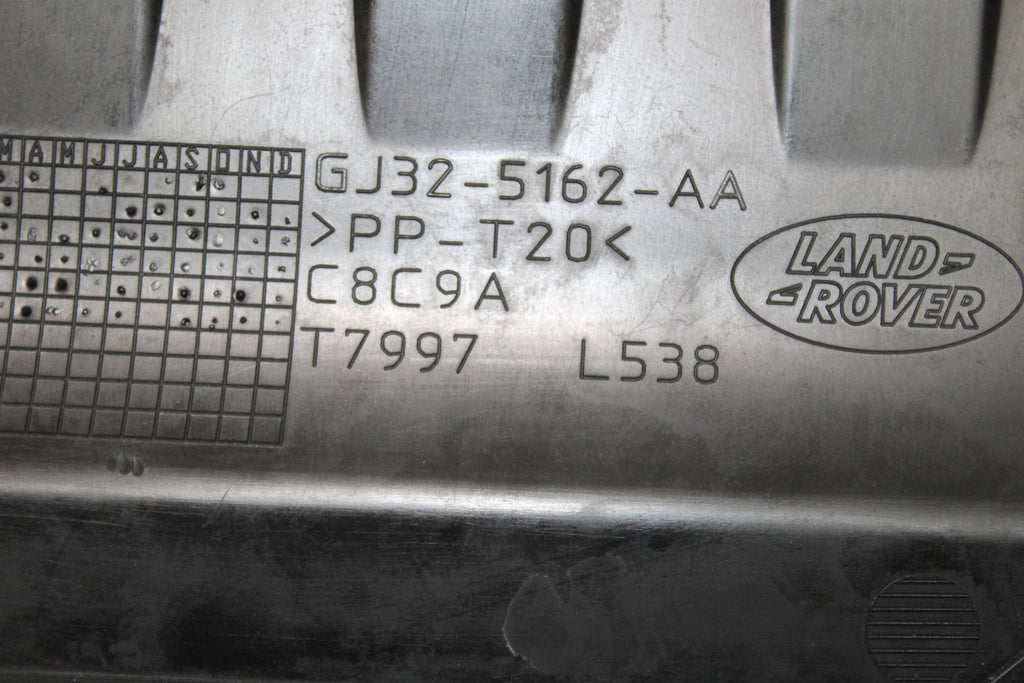 MAMJJASOND
GJ32-5162-AA
>PP-T20<
C8C9A
T7997 L538
LAND
ROVER